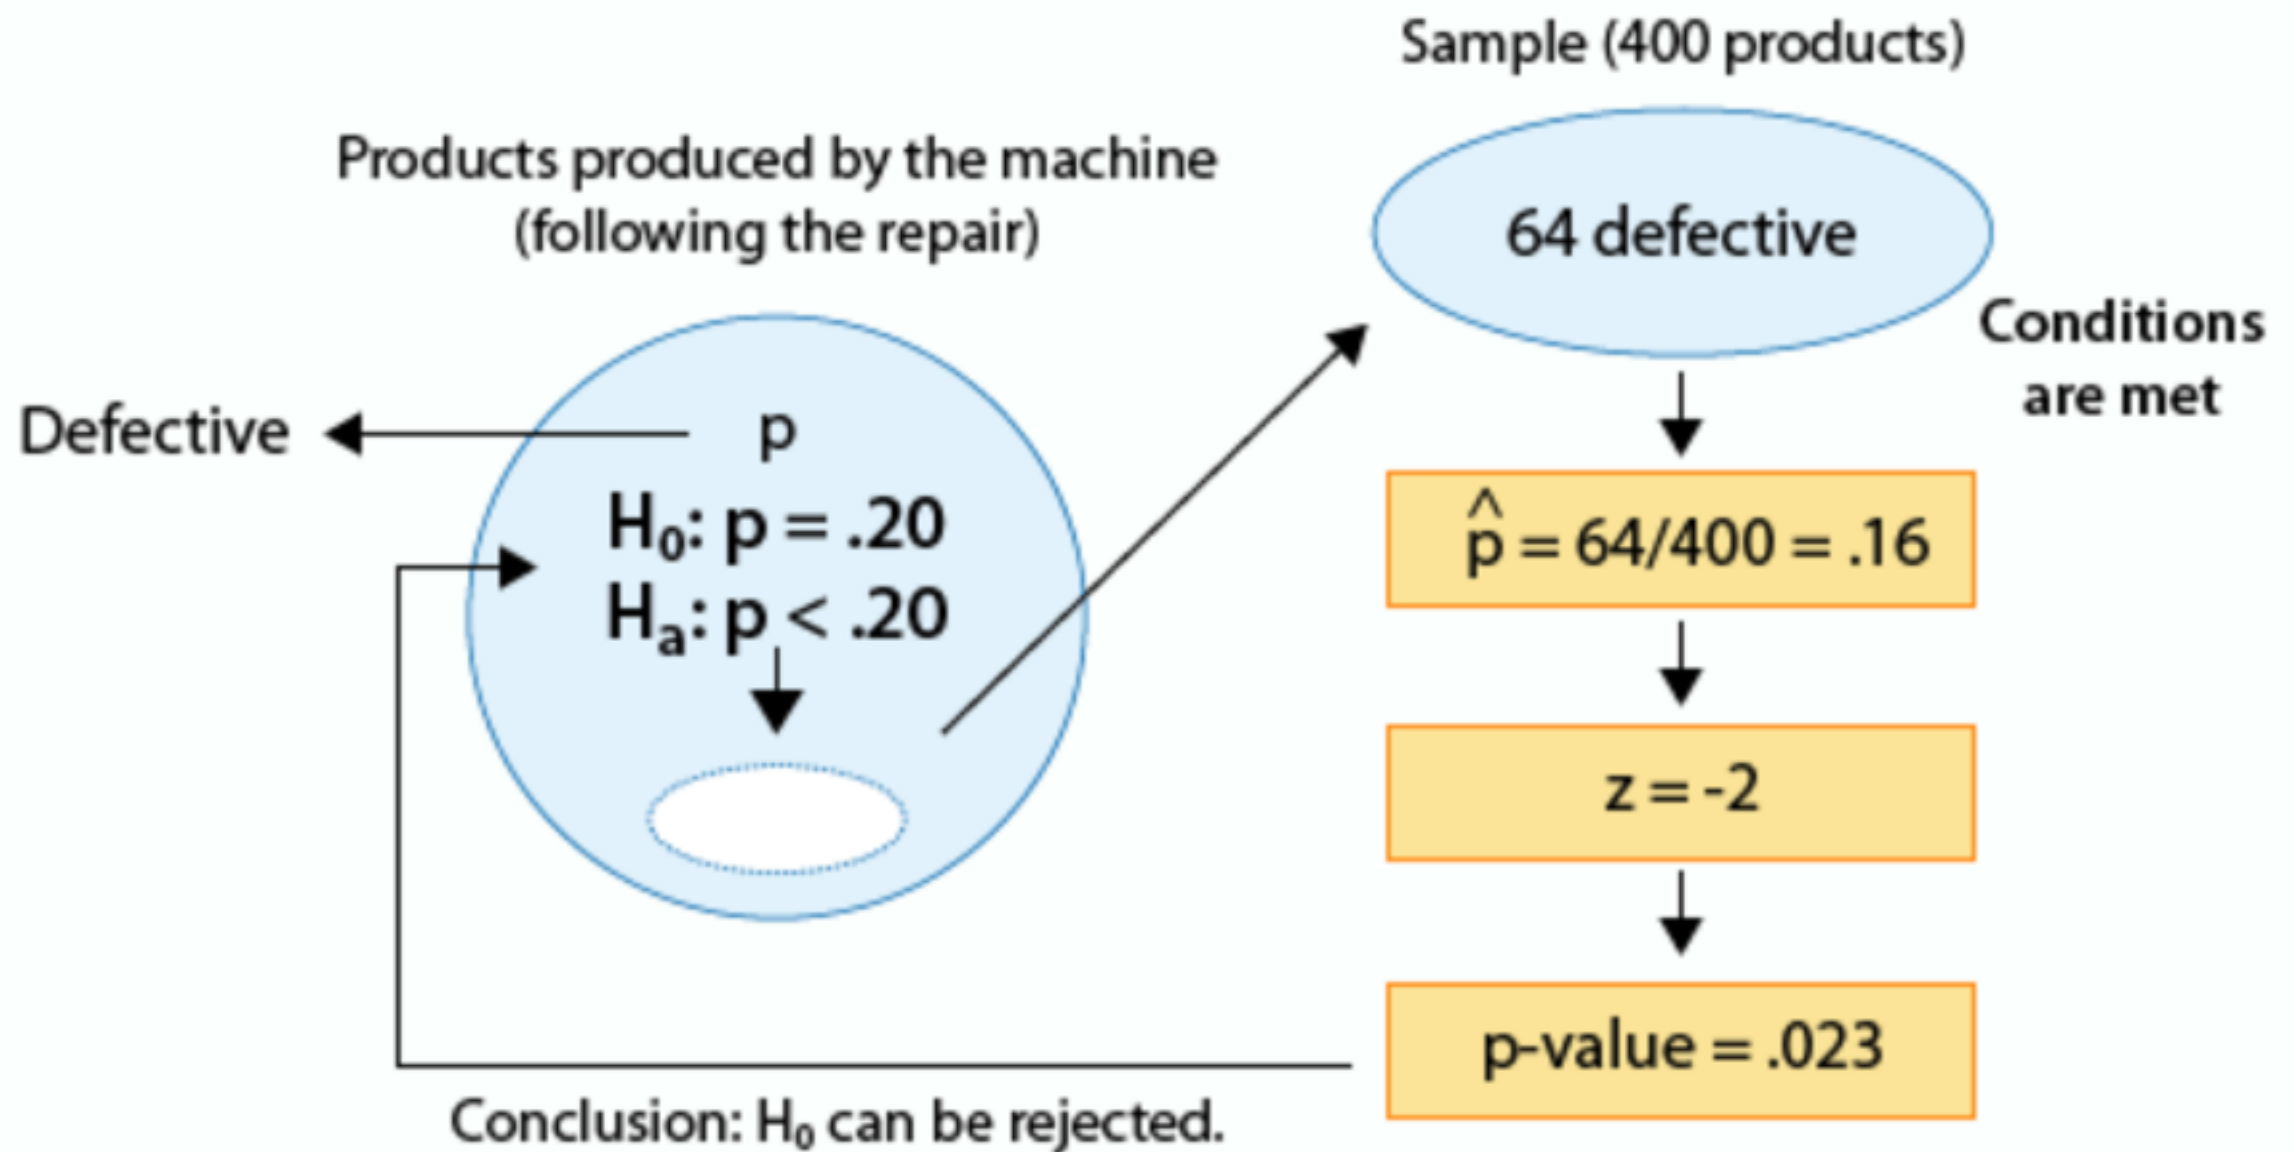 Products produced by the machine
(following the repair)
Defective
p
H₀: p = .20
Hₐ: p < .20
Sample (400 products)
64 defective
Conditions
are met
p̂ = 64/400 = .16
z = -2
p-value = .023
Conclusion: H₀ can be rejected.